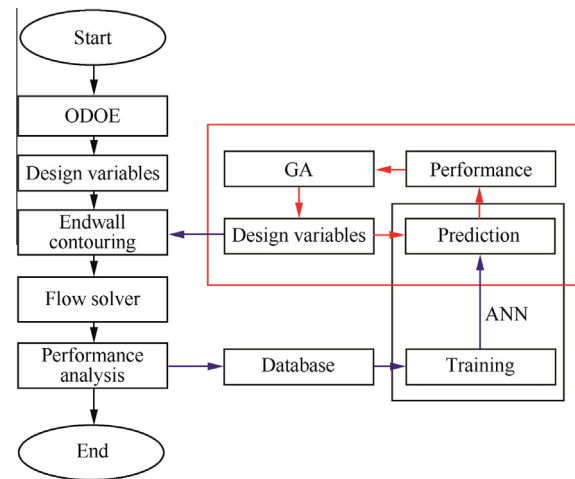 Start
ODOE
Design variables
Endwall
contouring
Flow solver
Performance
analysis
End
GA
Performance
Design variables
Prediction
ANN
Database
Training